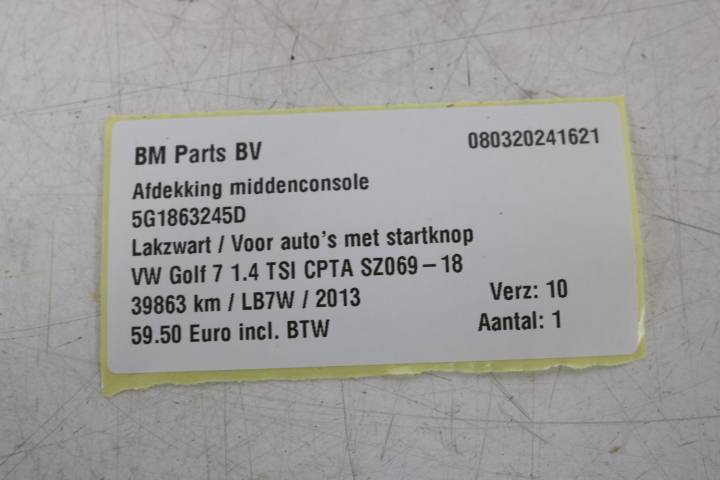 BM Parts BV 080320241621
Afdekking middenconsole
5G1863245D
Lakzwart / Voor auto's met startknop
VW Golf 7 1.4 TSI CPTA SZ069-18
39863 km / LB7W / 2013 Verz: 10
59.50 Euro incl. BTW Aantal: 1